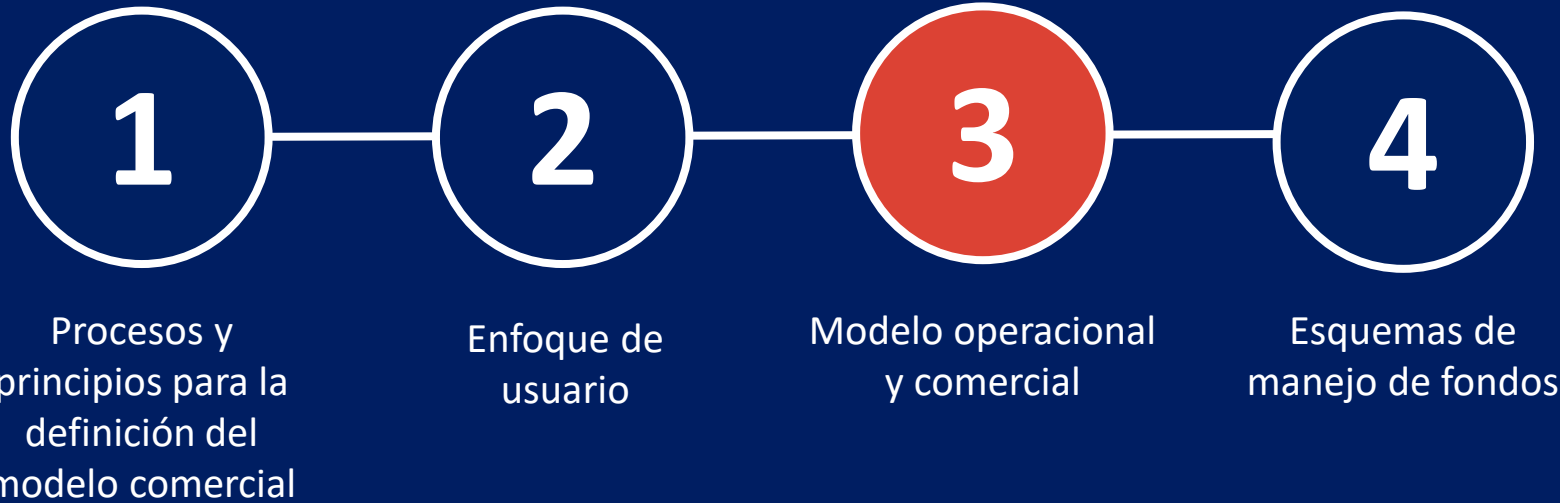 1
2
3
4
Procesos y
principios para la
definición del
modelo comercial
Enfoque de
usuario
Modelo operacional
y comercial
Esquemas de
manejo de fondos